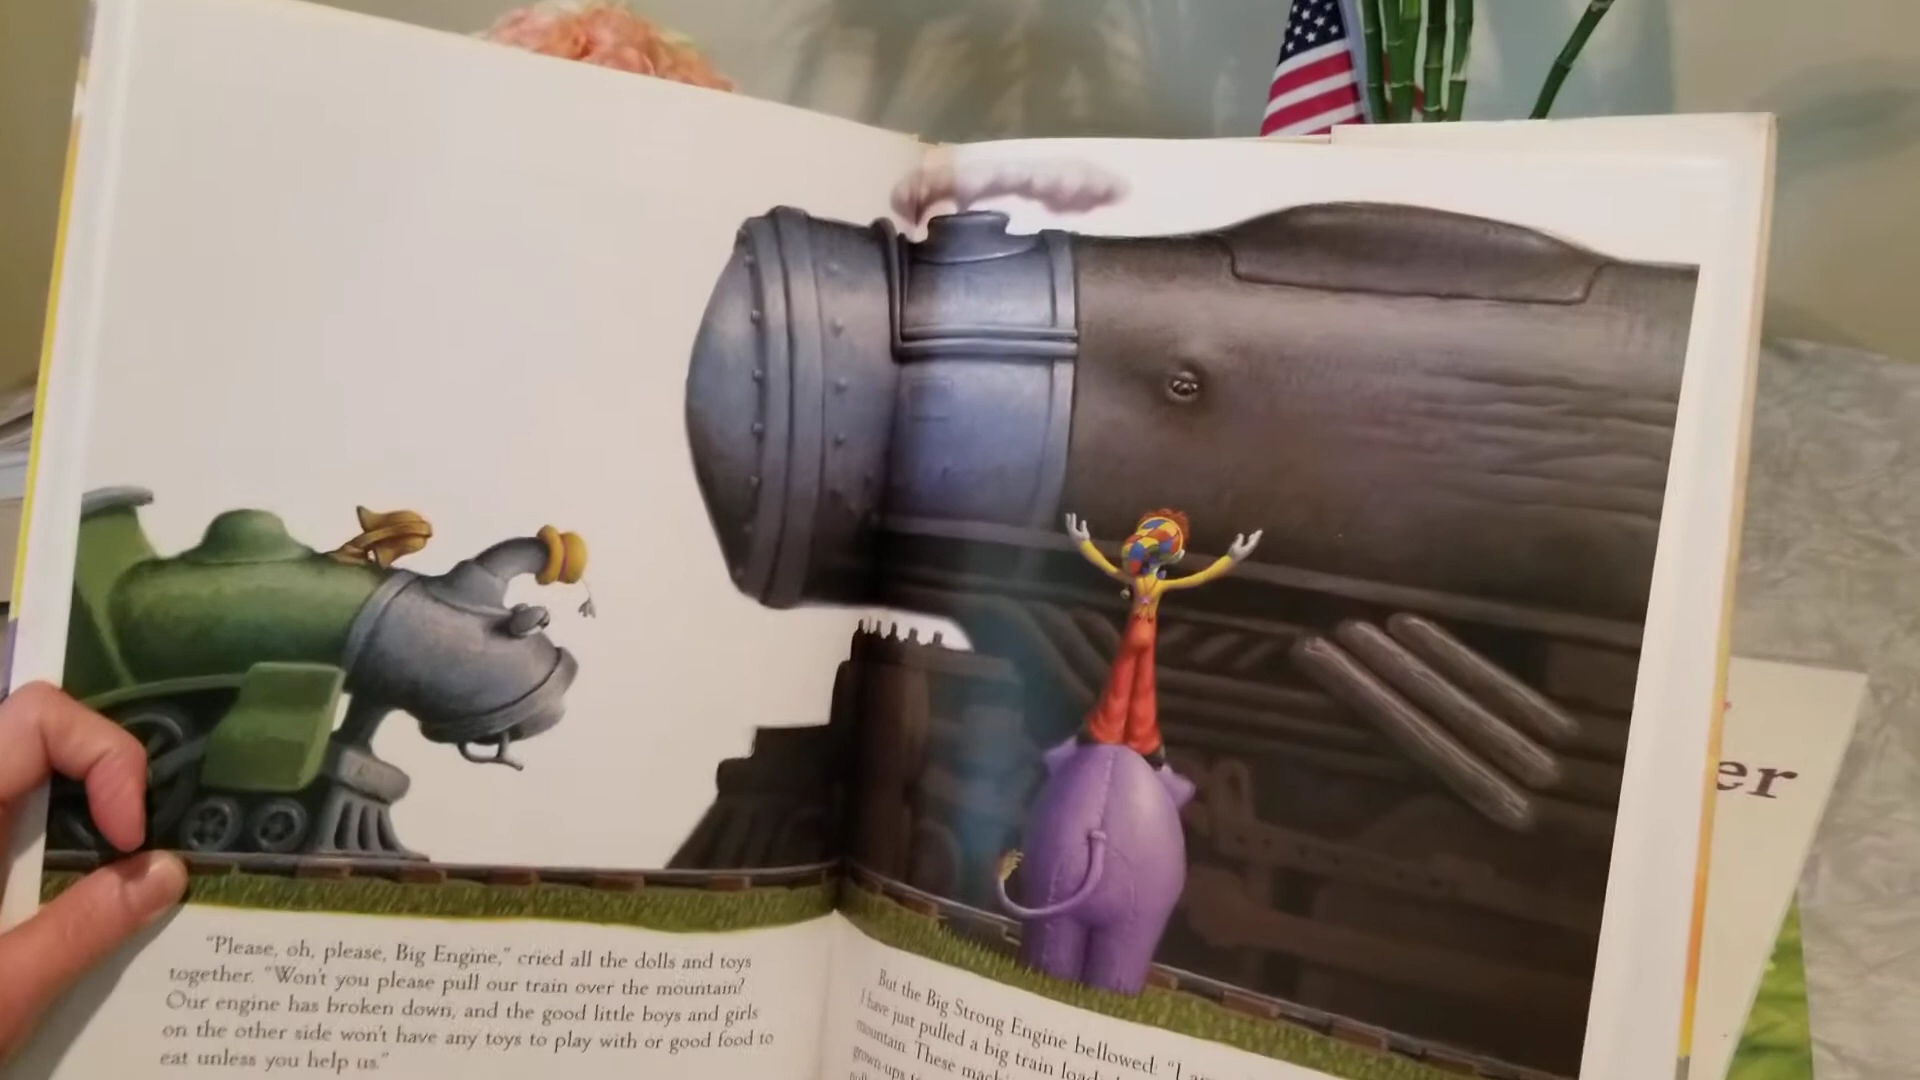 "Please, oh, please, Big Engine," cried all the dolls and toys
together. "Won't you please pull our train over the mountain?
Our engine has broken down, and the good little boys and girls
on the other side won't have any toys to play with or good food to
eat unless you help us."
But the Big Strong Engine bellowed: "I
I have just pulled a big train
mountain. These
grown-ups
er